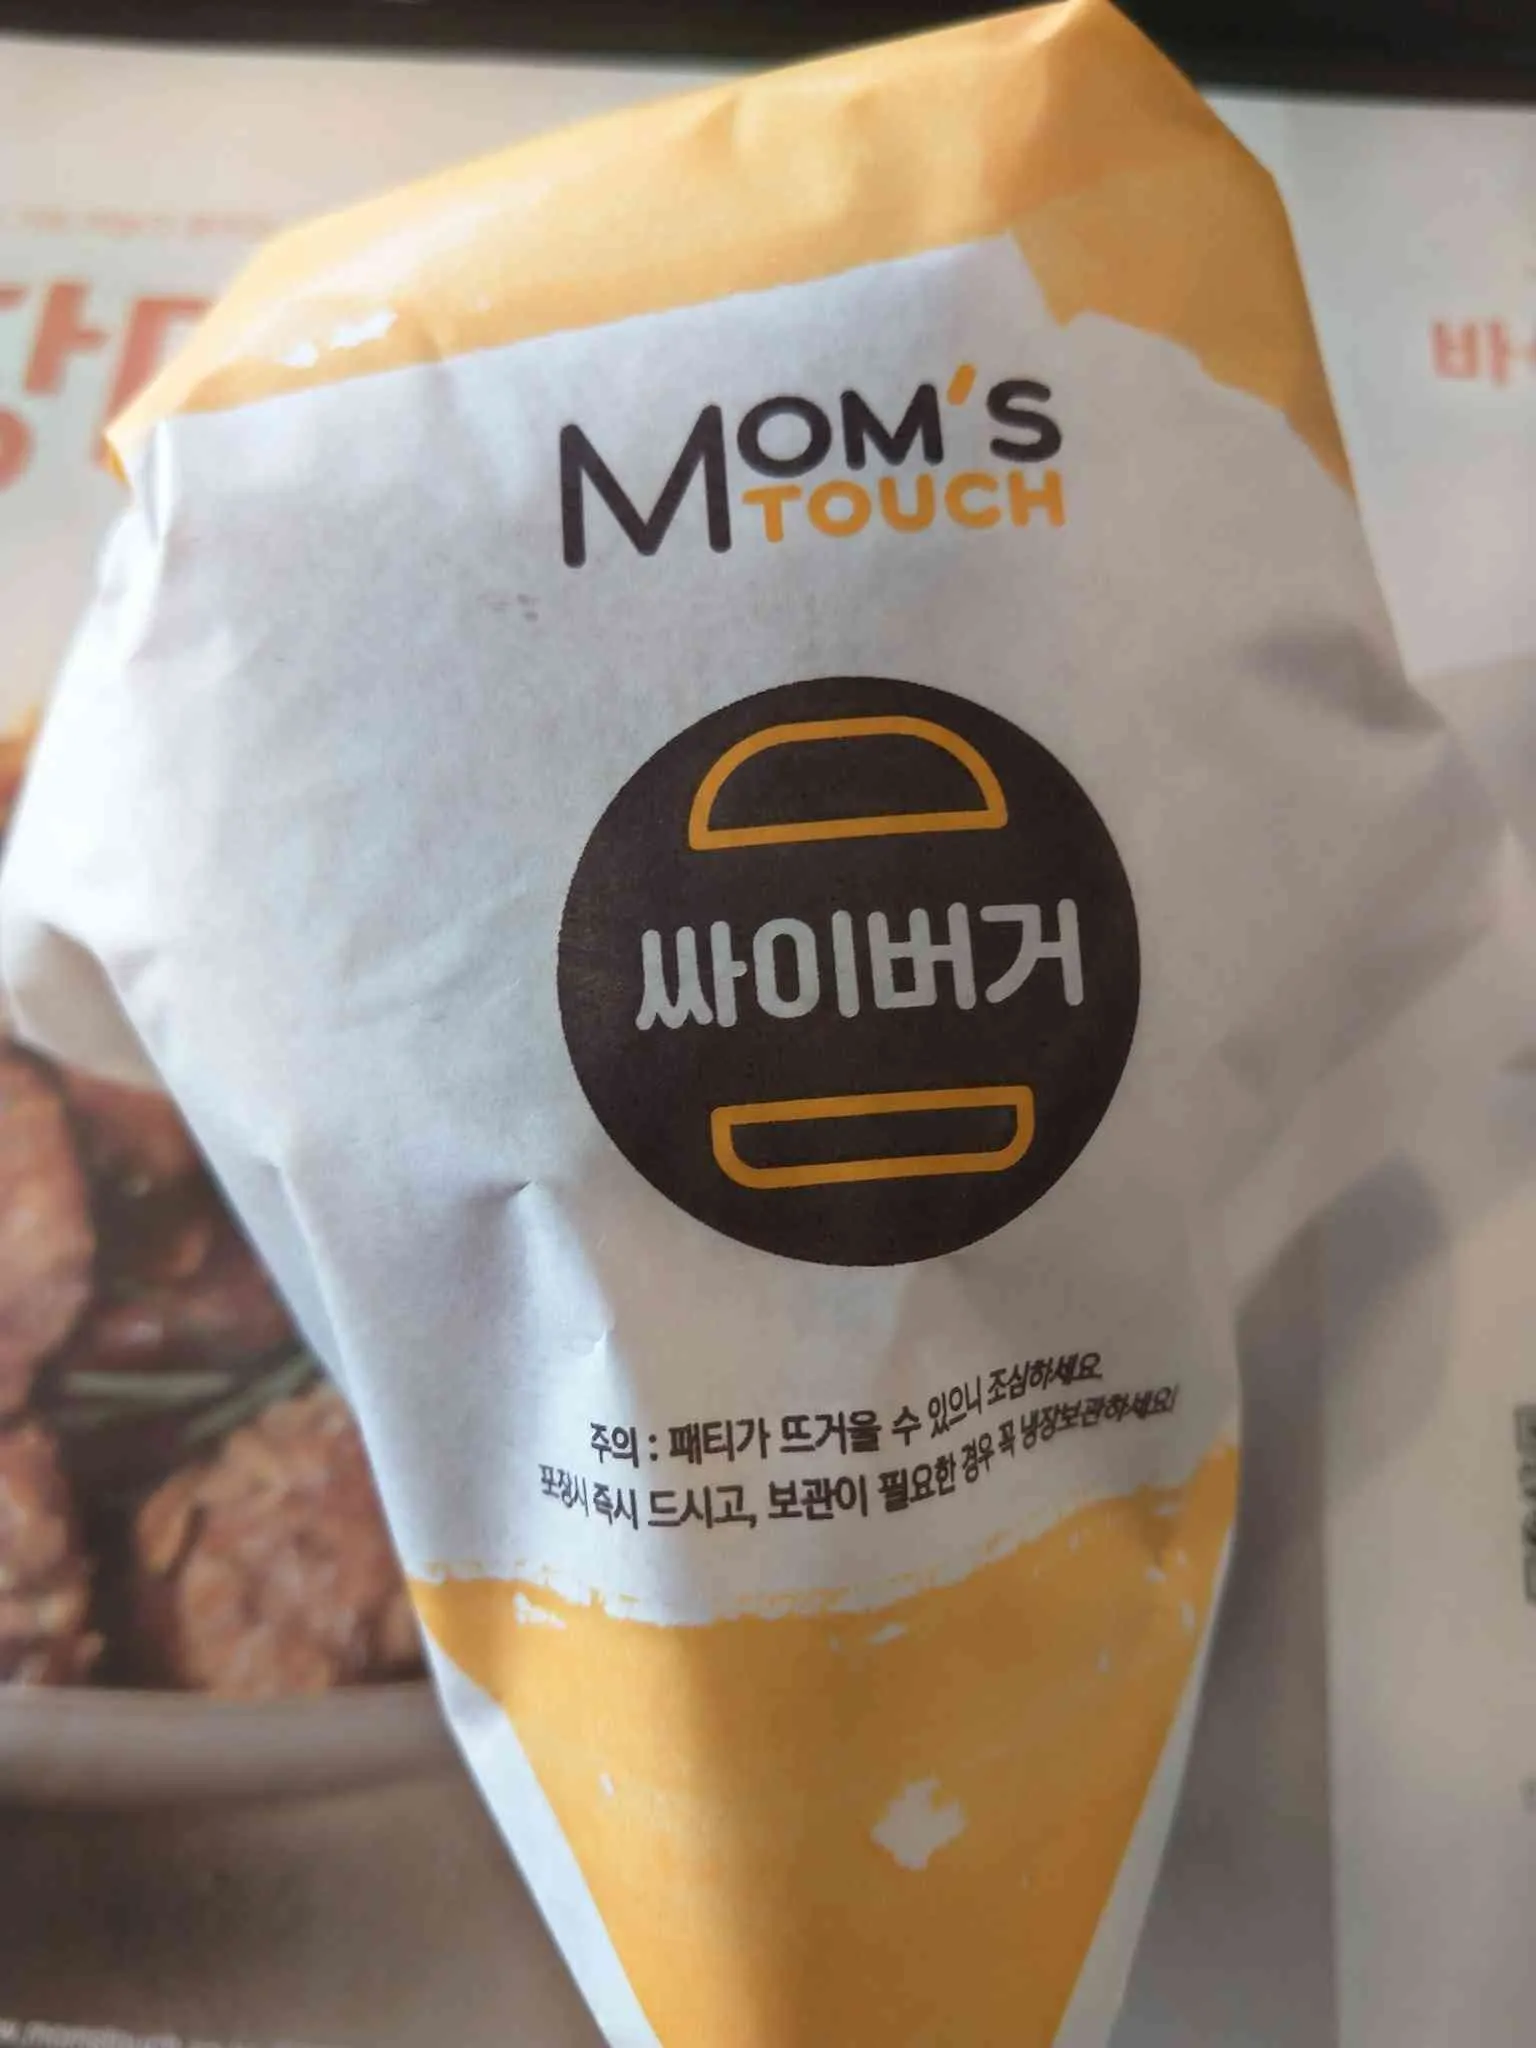 MOM'S
TOUCH
싸이버거
주의 : 패티가 뜨거울 수 있으니 조심하세요.
포장시 즉시 드시고, 보관이 필요한 경우 꼭 냉장보관하세요!